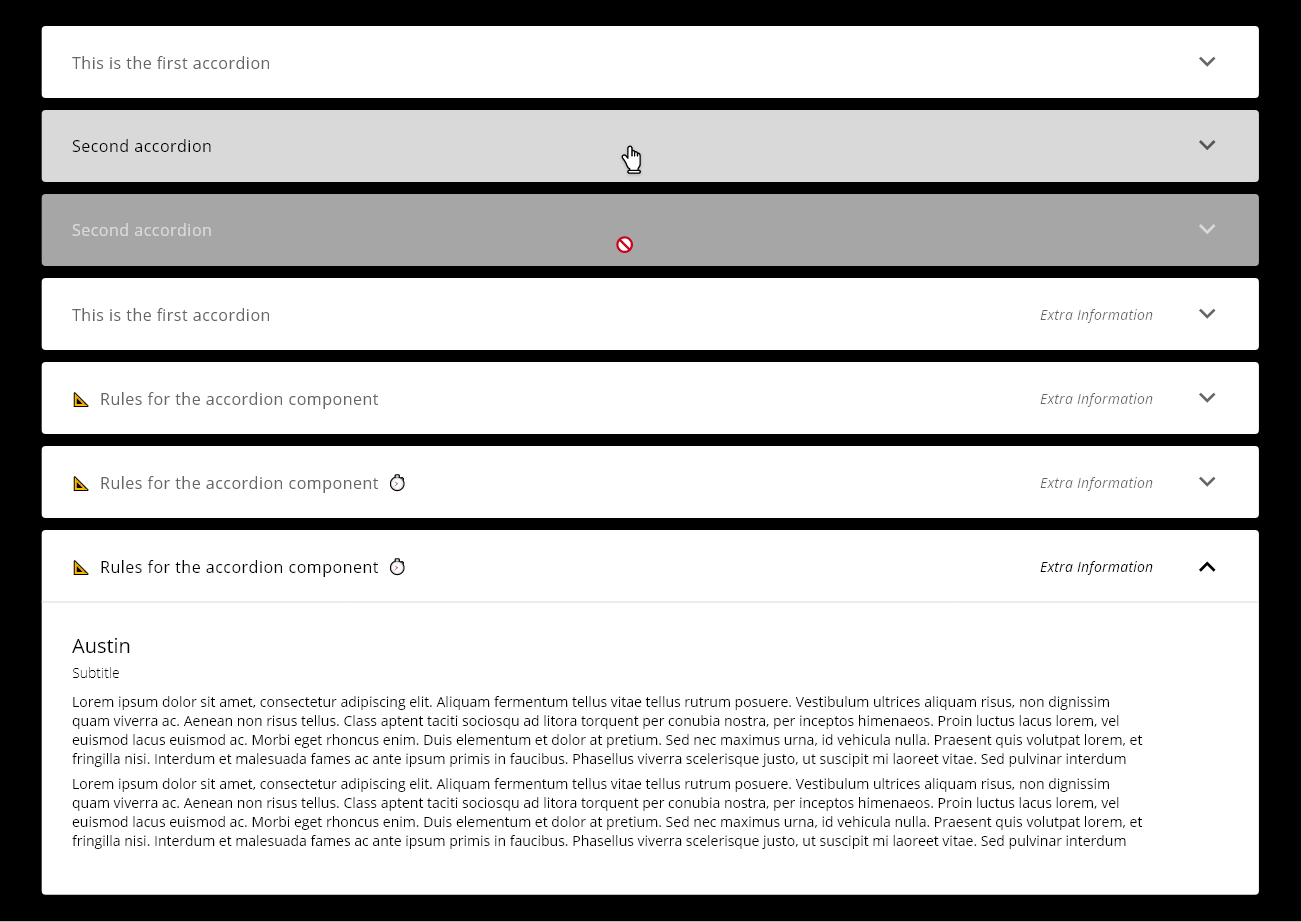 This is the first accordion
Second accordion
Second accordion
This is the first accordion Extra Information
Rules for the accordion component Extra Information
Rules for the accordion component Extra Information
Rules for the accordion component Extra Information
Austin
Subtitle
Lorem ipsum dolor sit amet, consectetur adipiscing elit. Aliquam fermentum tellus vitae tellus rutrum posuere. Vestibulum ultrices aliquam risus, non dignissim
quam viverra ac. Aenean non risus tellus. Class aptent taciti sociosqu ad litora torquent per conubia nostra, per inceptos himenaeos. Proin luctus lacus lorem, vel
euismod lacus euismod ac. Morbi eget rhoncus enim. Duis elementum et dolor at pretium. Sed nec maximus urna, id vehicula nulla. Praesent quis volutpat lorem, et
fringilla nisi. Interdum et malesuada fames ac ante ipsum primis in faucibus. Phasellus viverra scelerisque justo, ut suscipit mi laoreet vitae. Sed pulvinar interdum
Lorem ipsum dolor sit amet, consectetur adipiscing elit. Aliquam fermentum tellus vitae tellus rutrum posuere. Vestibulum ultrices aliquam risus, non dignissim
quam viverra ac. Aenean non risus tellus. Class aptent taciti sociosqu ad litora torquent per conubia nostra, per inceptos himenaeos. Proin luctus lacus lorem, vel
euismod lacus euismod ac. Morbi eget rhoncus enim. Duis elementum et dolor at pretium. Sed nec maximus urna, id vehicula nulla. Praesent quis volutpat lorem, et
fringilla nisi. Interdum et malesuada fames ac ante ipsum primis in faucibus. Phasellus viverra scelerisque justo, ut suscipit mi laoreet vitae. Sed pulvinar interdum